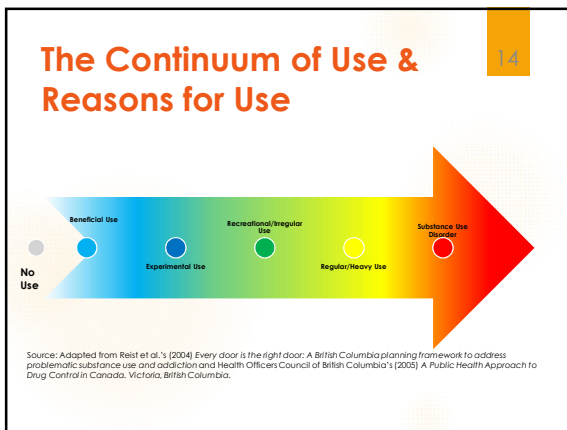 The Continuum of Use &
Reasons for Use
14
No
Use
Beneficial Use
Experimental Use
Recreational/Irregular
Use
Regular/Heavy Use
Substance Use
Disorder
Source: Adapted from Reist et al.'s (2004) Every door is the right door: A British Columbia planning framework to address
problematic substance use and addiction and Health Officers Council of British Columbia's (2005) A Public Health Approach to
Drug Control in Canada. Victoria, British Columbia.